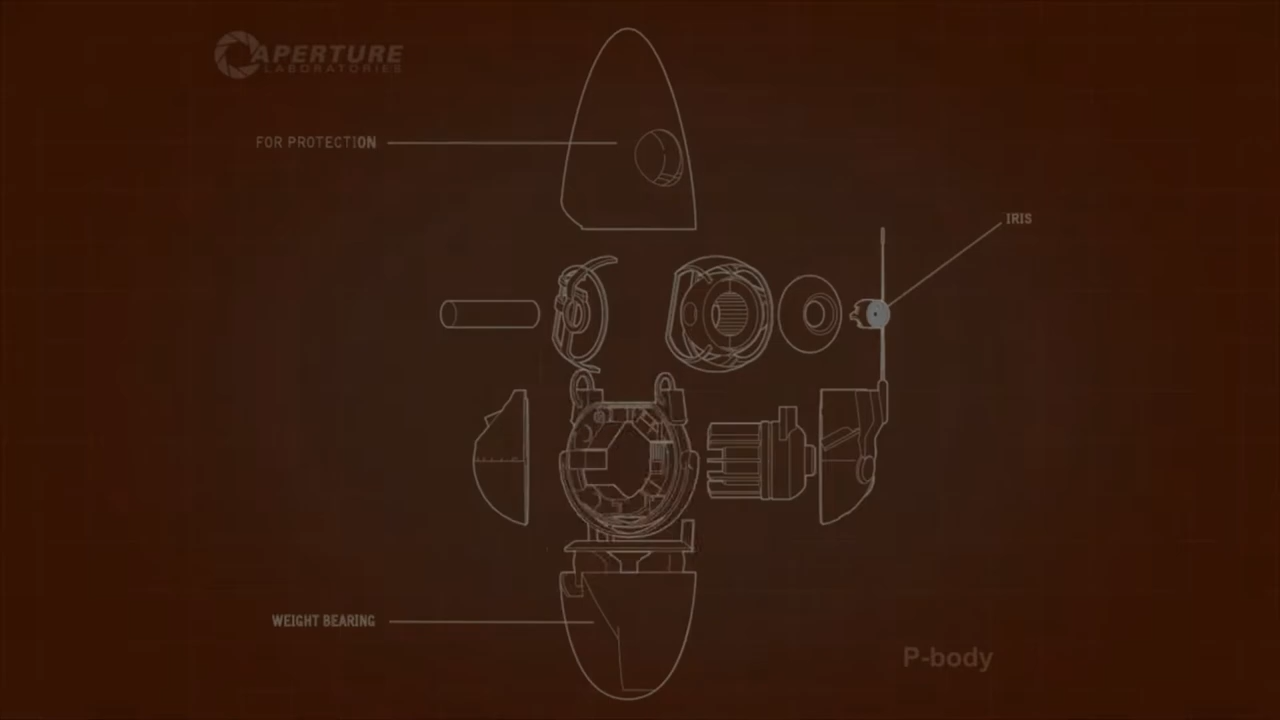 APERTURE
LABORATORIES
FOR PROTECTION
IRIS
WEIGHT BEARING
P-body